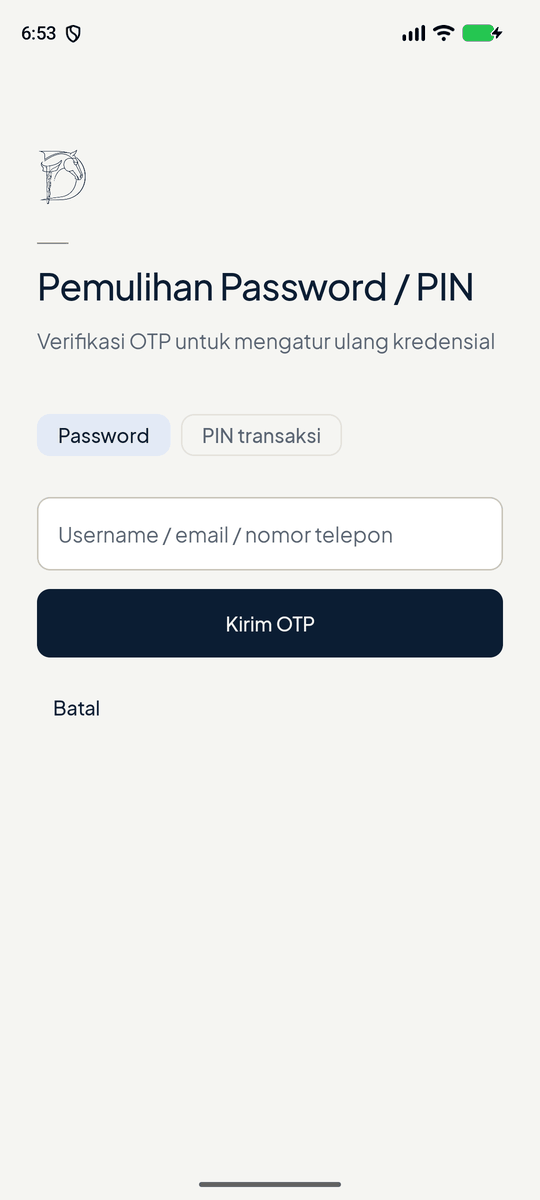 6:53
Pemulihan Password / PIN
Verifikasi OTP untuk mengatur ulang kredensial
Password
PIN transaksi
Username / email / nomor telepon
Kirim OTP
Batal